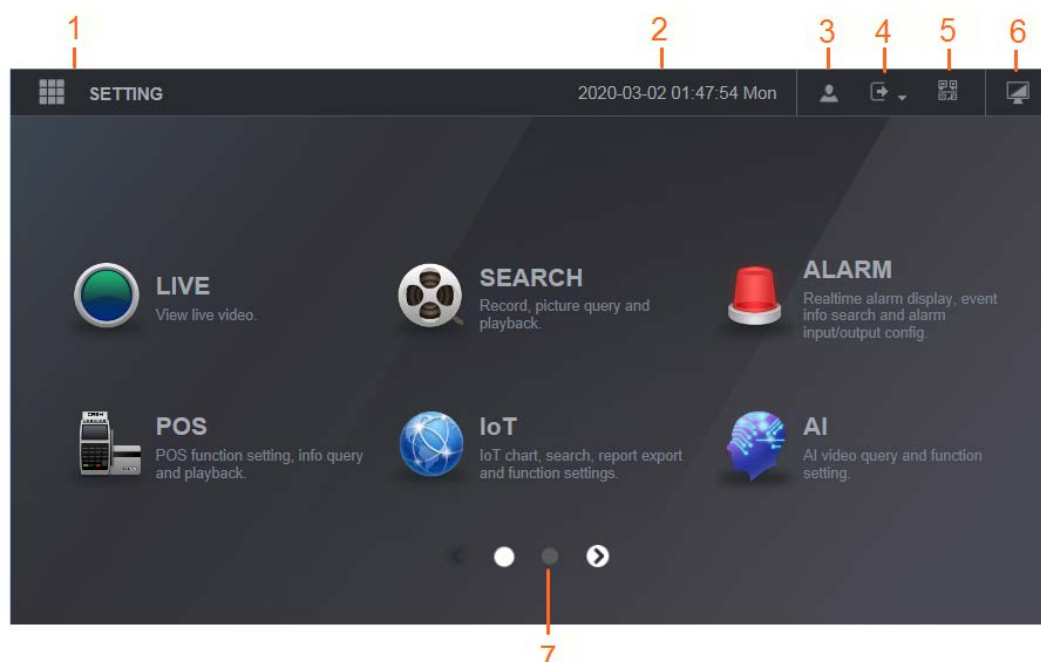 1 2 3 4 5 6
SETTING 2020-03-02 01:47:54 Mon
LIVE
View live video.
SEARCH
Record, picture query and
playback.
ALARM
Realtime alarm display, event
info search and alarm
input/output config.
POS
POS function setting, info query
and playback.
IoT
IoT chart, search, report export
and function settings.
AI
AI video query and function
setting.
7